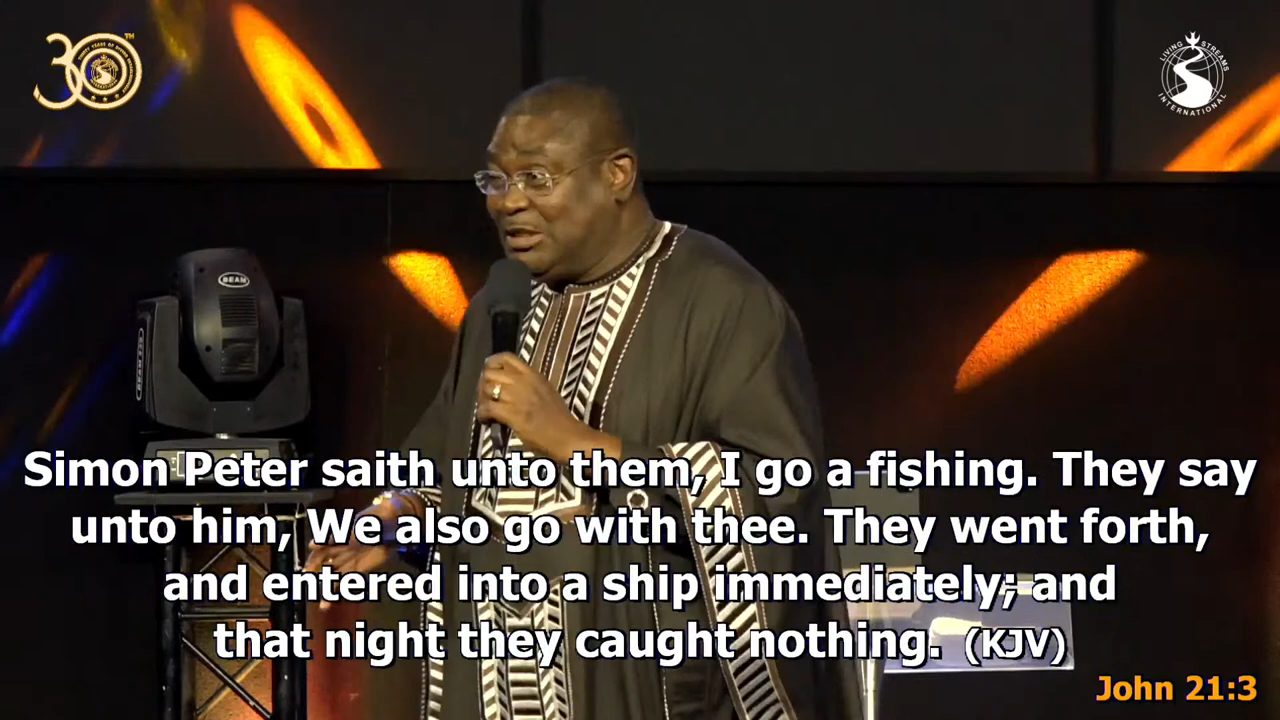 30TH
LIVING STREAMS
INTERNATIONAL
BEAM
Simon Peter saith unto them, I go a fishing. They say
unto him, We also go with thee. They went forth,
and entered into a ship immediately; and
that night they caught nothing. (KJV)
John 21:3